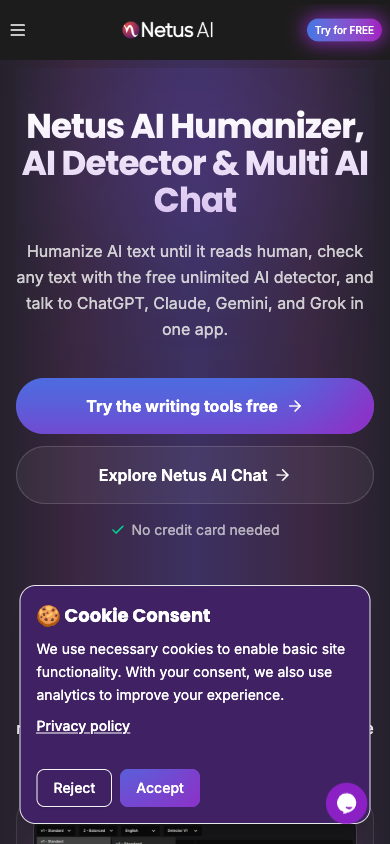 Netus AI
Try for FREE
Netus AI Humanizer,
AI Detector & Multi AI
Chat
Humanize AI text until it reads human, check
any text with the free unlimited AI detector, and
talk to ChatGPT, Claude, Gemini, and Grok in
one app.
Try the writing tools free →
Explore Netus AI Chat →
✓ No credit card needed
🍪 Cookie Consent
We use necessary cookies to enable basic site
functionality. With your consent, we also use
analytics to improve your experience.
Privacy policy
Reject
Accept
English